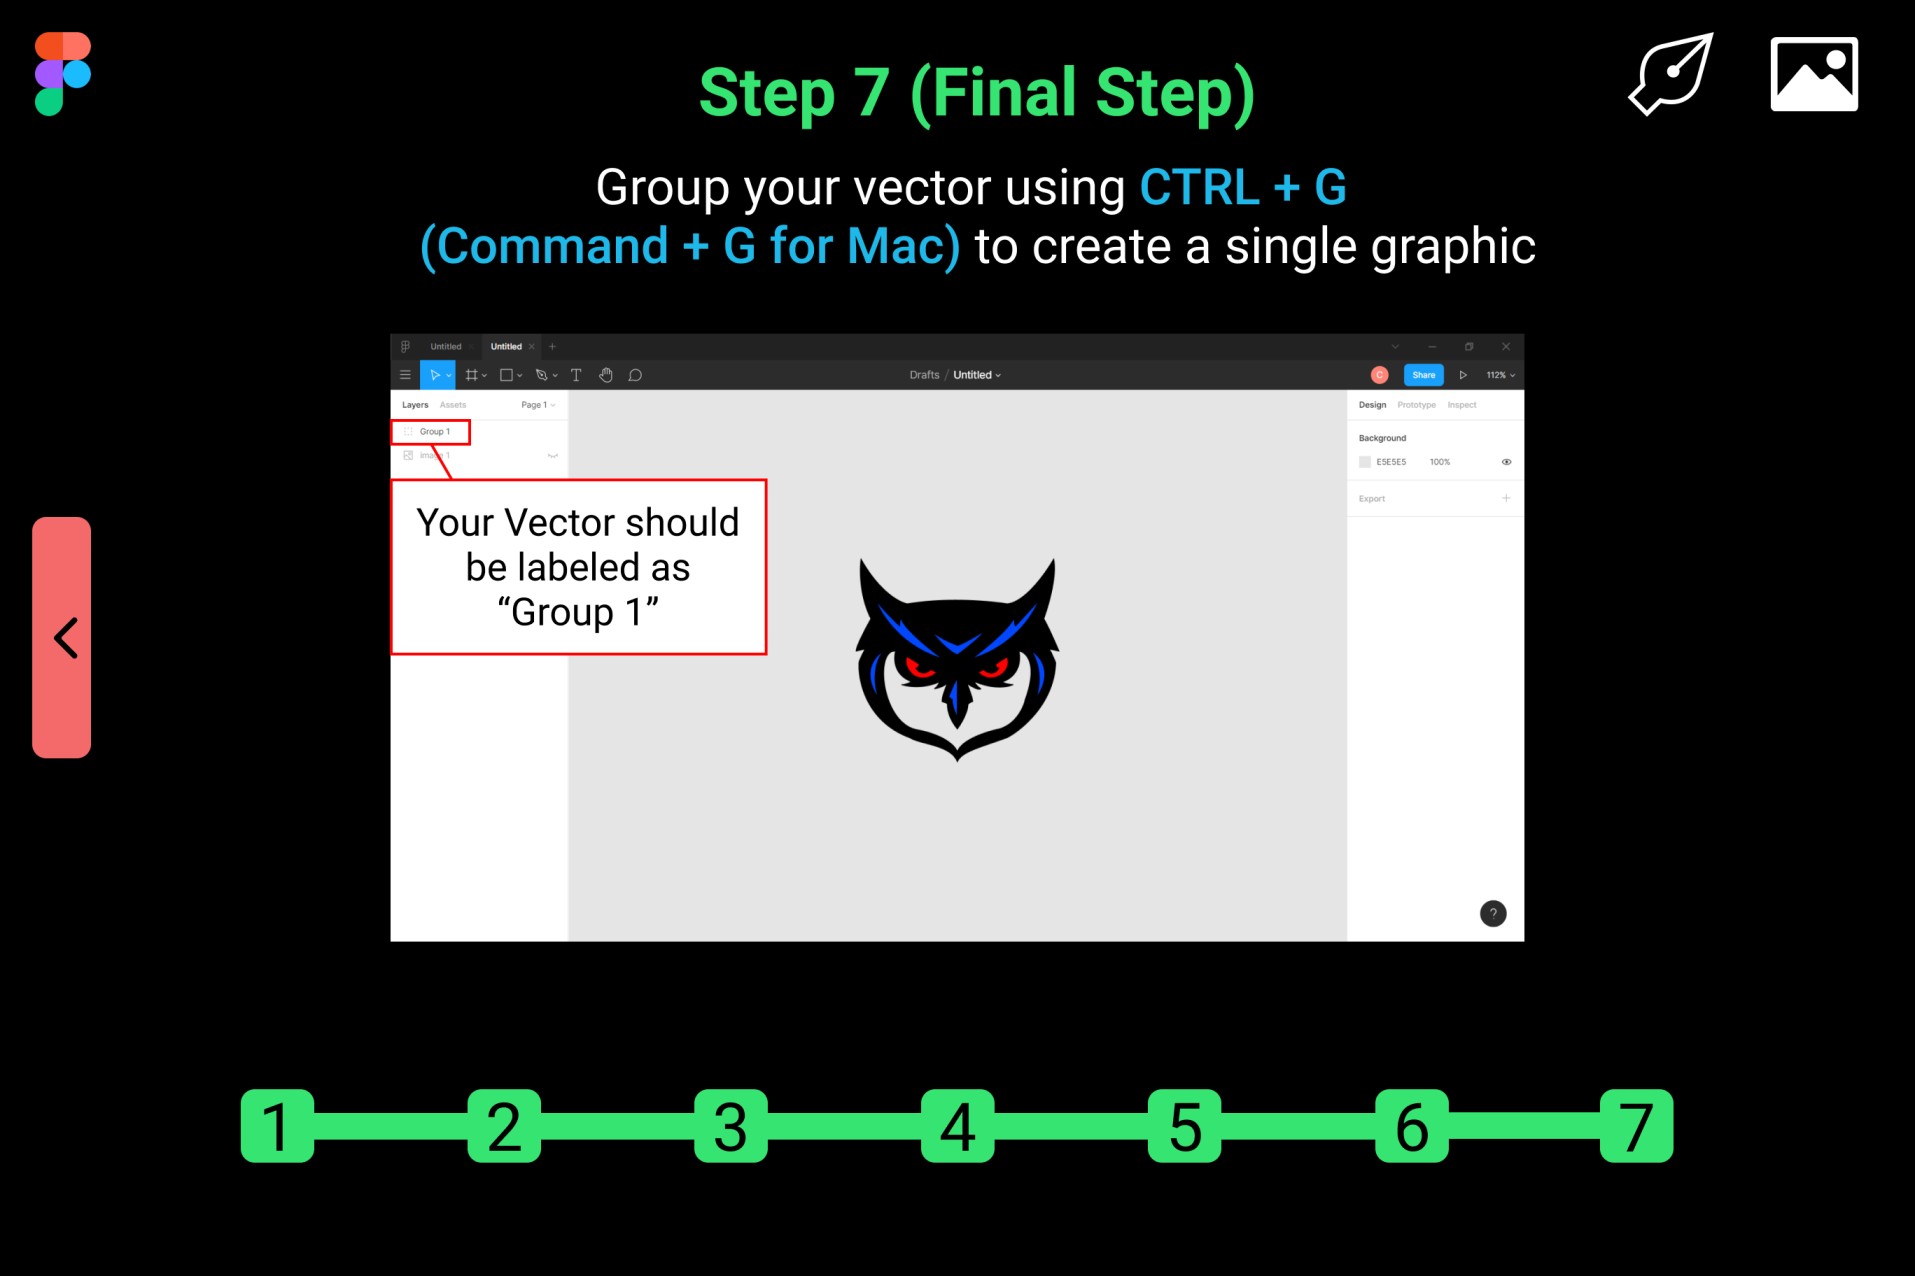 Step 7 (Final Step)
Group your vector using CTRL + G
(Command + G for Mac) to create a single graphic
Untitled
Untitled
Drafts / Untitled
C
Share
112%
Layers Assets Page 1
Design Prototype Inspect
Group 1
Background
Image 1
E5E5E5 100%
Export
Your Vector should
be labeled as
“Group 1”
?
1 2 3 4 5 6 7